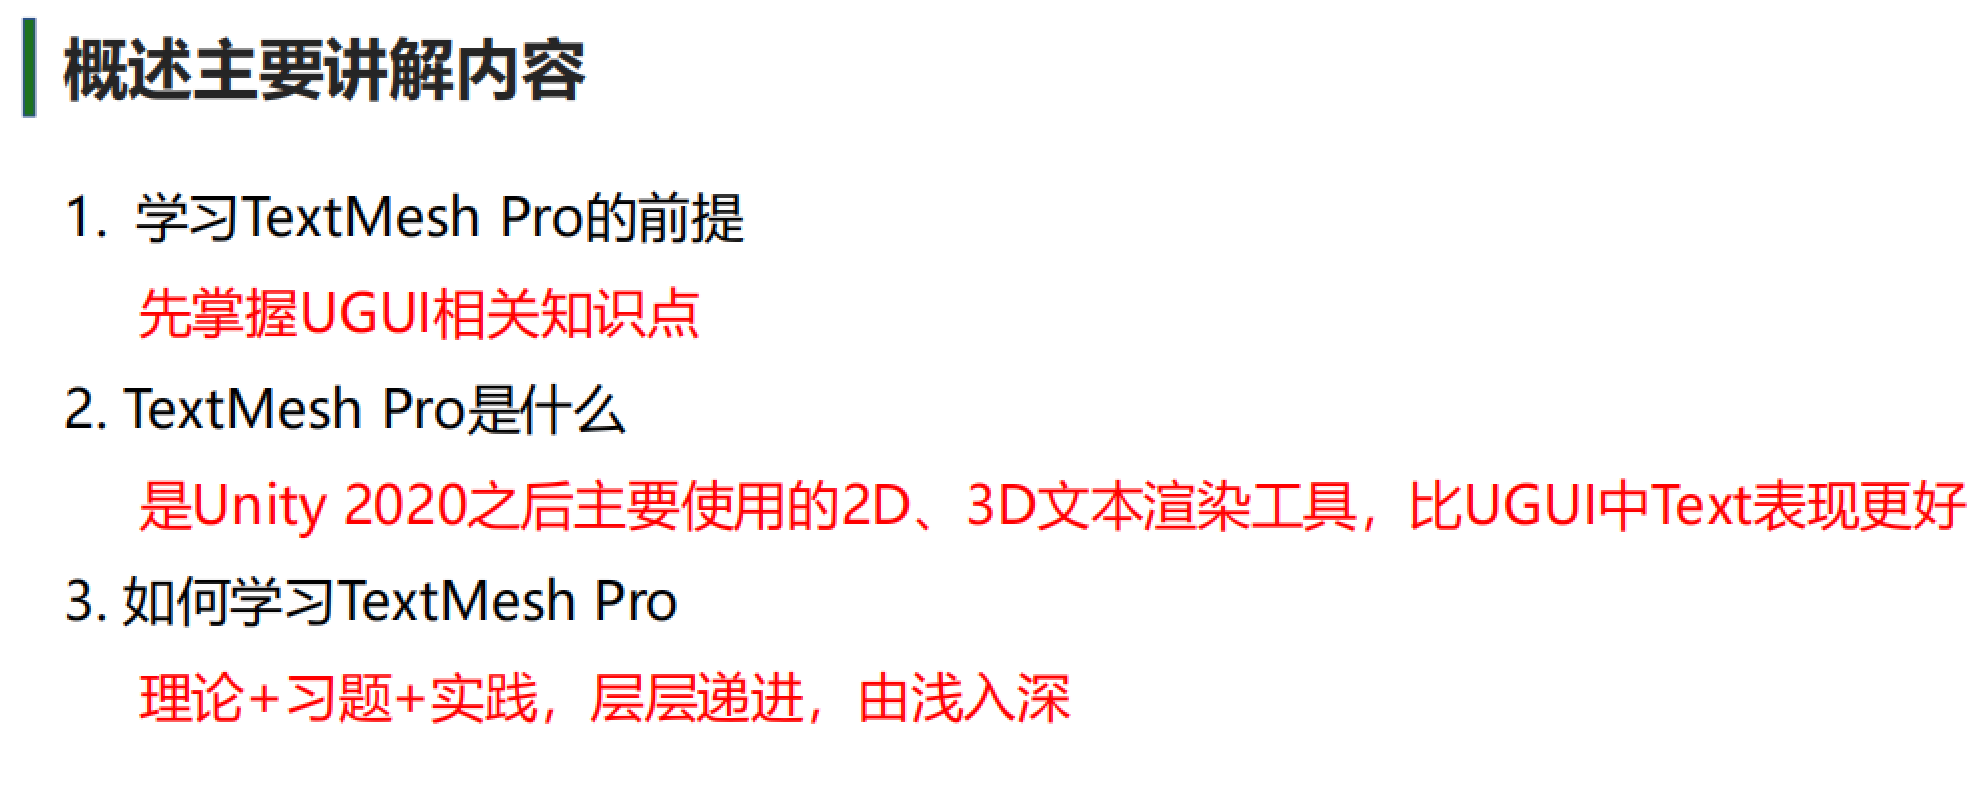 概述主要讲解内容
1. 学习TextMesh Pro的前提
先掌握UGUI相关知识点
2. TextMesh Pro是什么
是Unity 2020之后主要使用的2D、3D文本渲染工具，比UGUI中Text表现更好
3. 如何学习TextMesh Pro
理论+习题+实践，层层递进，由浅入深